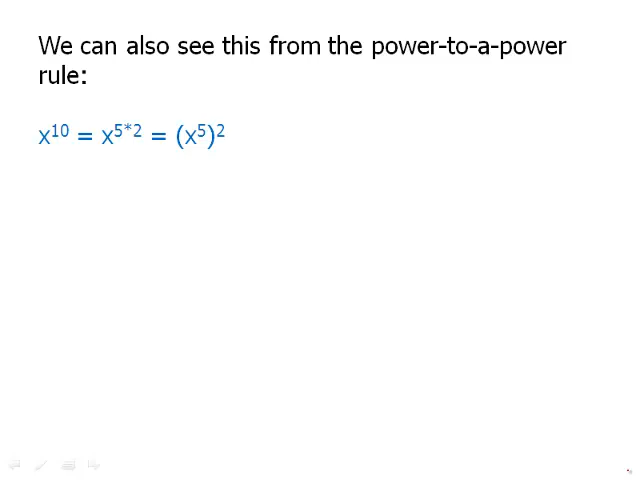 We can also see this from the power-to-a-power
rule:
x¹⁰ = x⁵*² = (x⁵)²